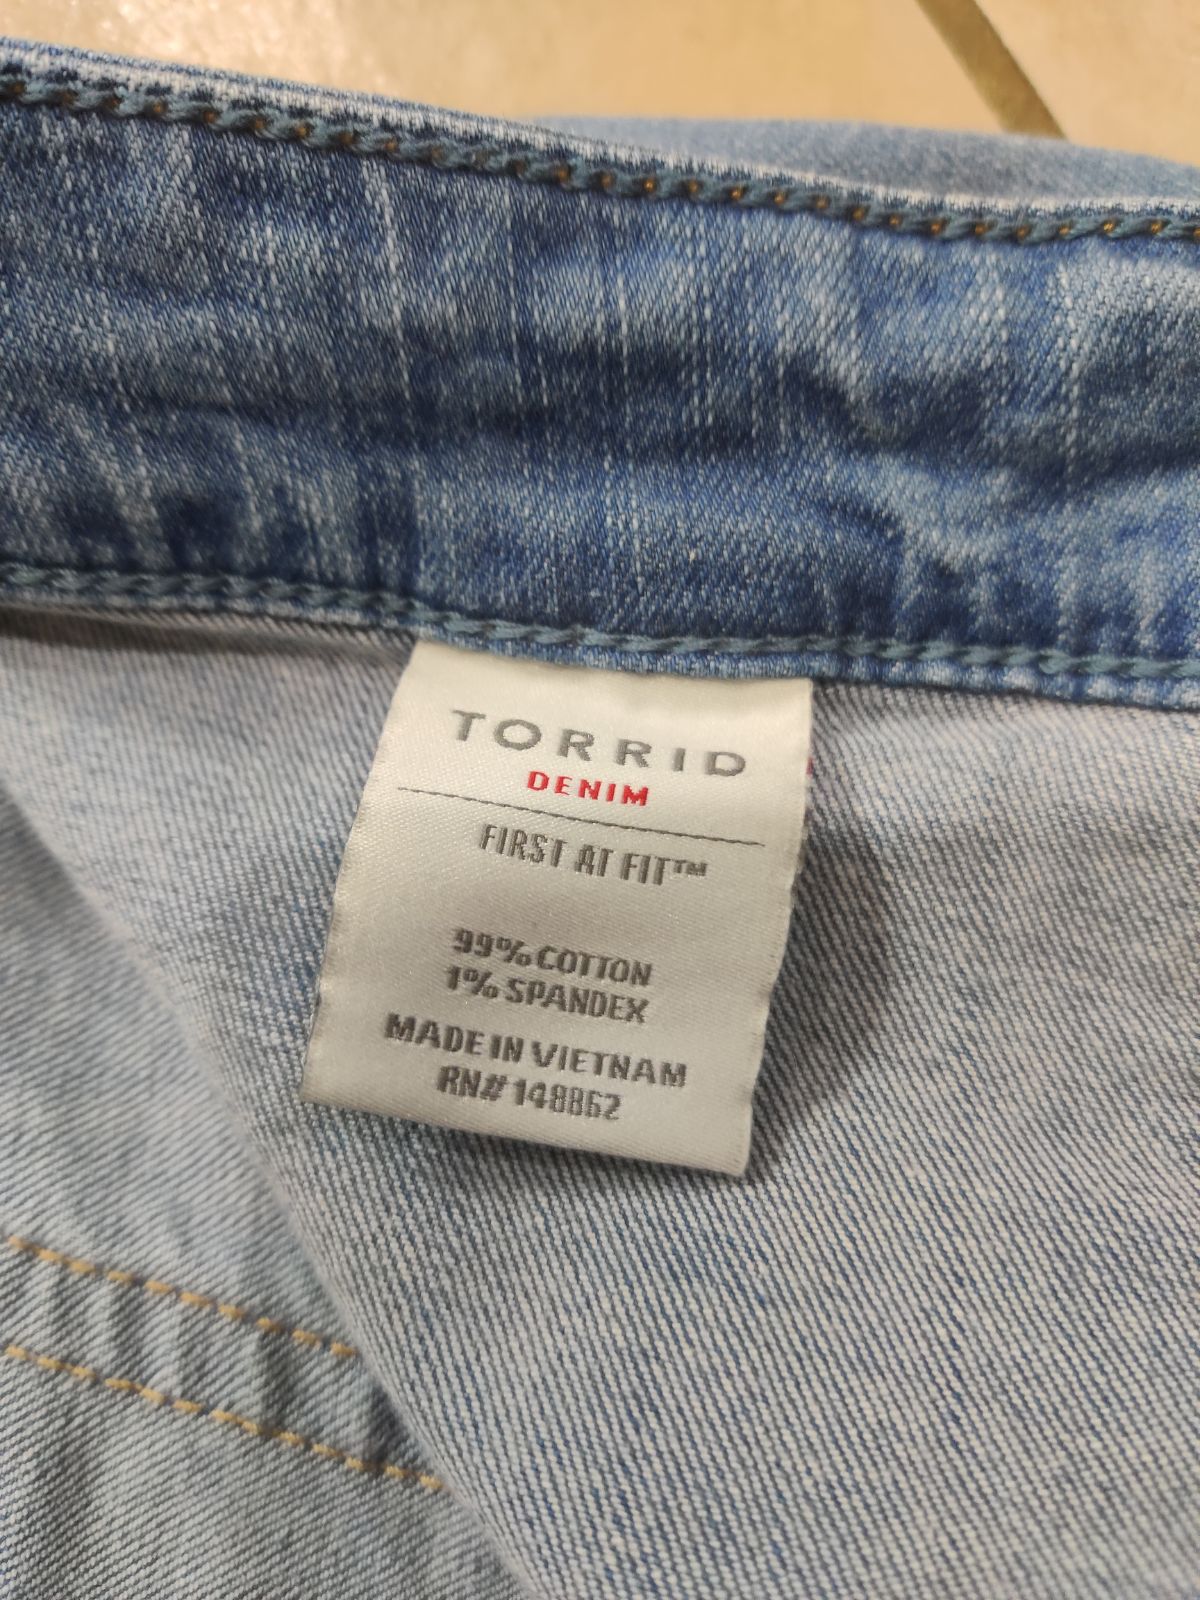 TORRID
DENIM
FIRST AT FIT™
99% COTTON
1% SPANDEX
MADE IN VIETNAM
RN# 148862